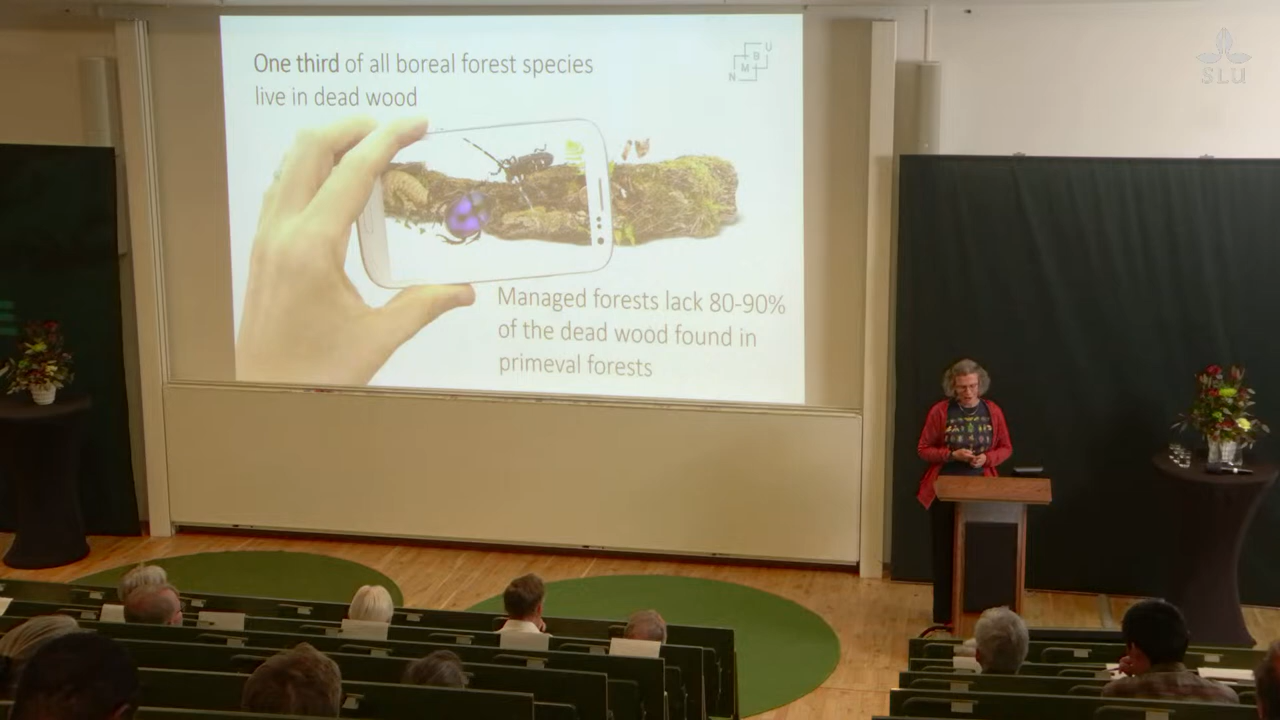 One third of all boreal forest species
live in dead wood
N
M
B
U
Managed forests lack 80-90%
of the dead wood found in
primeval forests
SLU